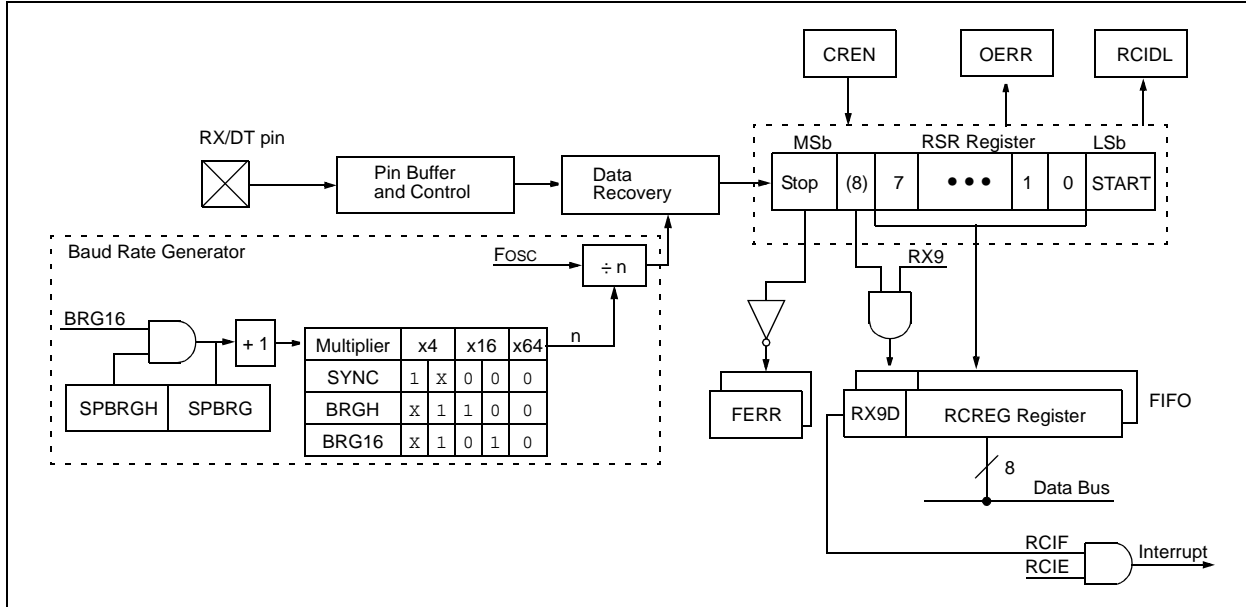 CREN
OERR
RCIDL
RX/DT pin
MSb
RSR Register
LSb
Pin Buffer
and Control
Data
Recovery
Stop (8) 7 ••• 1 0 START
Baud Rate Generator
FOSC
÷ n
RX9
BRG16
+ 1
n
Multiplier x4 x16 x64
SYNC 1 X 0 0 0
BRGH X 1 1 0 0
BRG16 X 1 0 1 0
SPBRGH SPBRG
FERR
RX9D
RCREG Register
FIFO
8
Data Bus
RCIF
RCIE
Interrupt